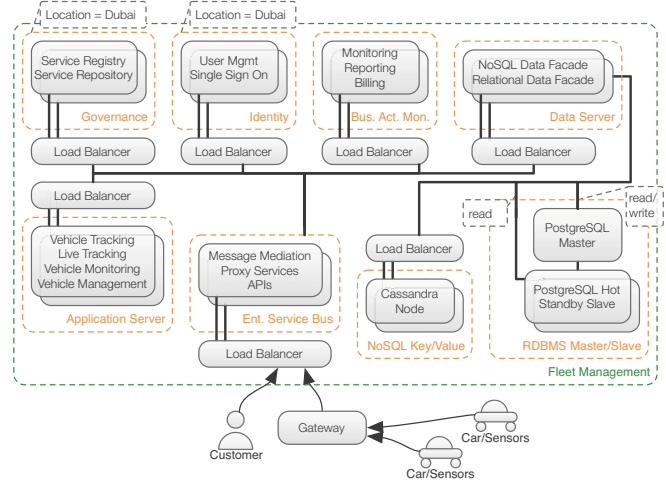 Location = Dubai
Location = Dubai
Service Registry
Service Repository
Governance
User Mgmt
Single Sign On
Identity
Monitoring
Reporting
Billing
Bus. Act. Mon.
NoSQL Data Facade
Relational Data Facade
Data Server
Load Balancer
Load Balancer
Load Balancer
Load Balancer
Load Balancer
Vehicle Tracking
Live Tracking
Vehicle Monitoring
Vehicle Management
Application Server
Message Mediation
Proxy Services
APIs
Ent. Service Bus
Load Balancer
Load Balancer
Cassandra
Node
NoSQL Key/Value
read
read/
write
PostgreSQL
Master
PostgreSQL Hot
Standby Slave
RDBMS Master/Slave
Fleet Management
Customer
Gateway
Car/Sensors
Car/Sensors